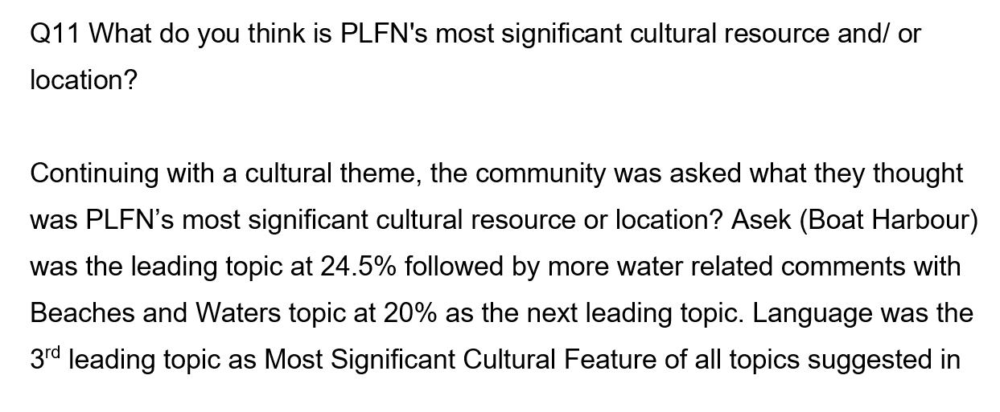 Q11 What do you think is PLFN's most significant cultural resource and/ or
location?
Continuing with a cultural theme, the community was asked what they thought
was PLFN’s most significant cultural resource or location? Asek (Boat Harbour)
was the leading topic at 24.5% followed by more water related comments with
Beaches and Waters topic at 20% as the next leading topic. Language was the
3rd leading topic as Most Significant Cultural Feature of all topics suggested in